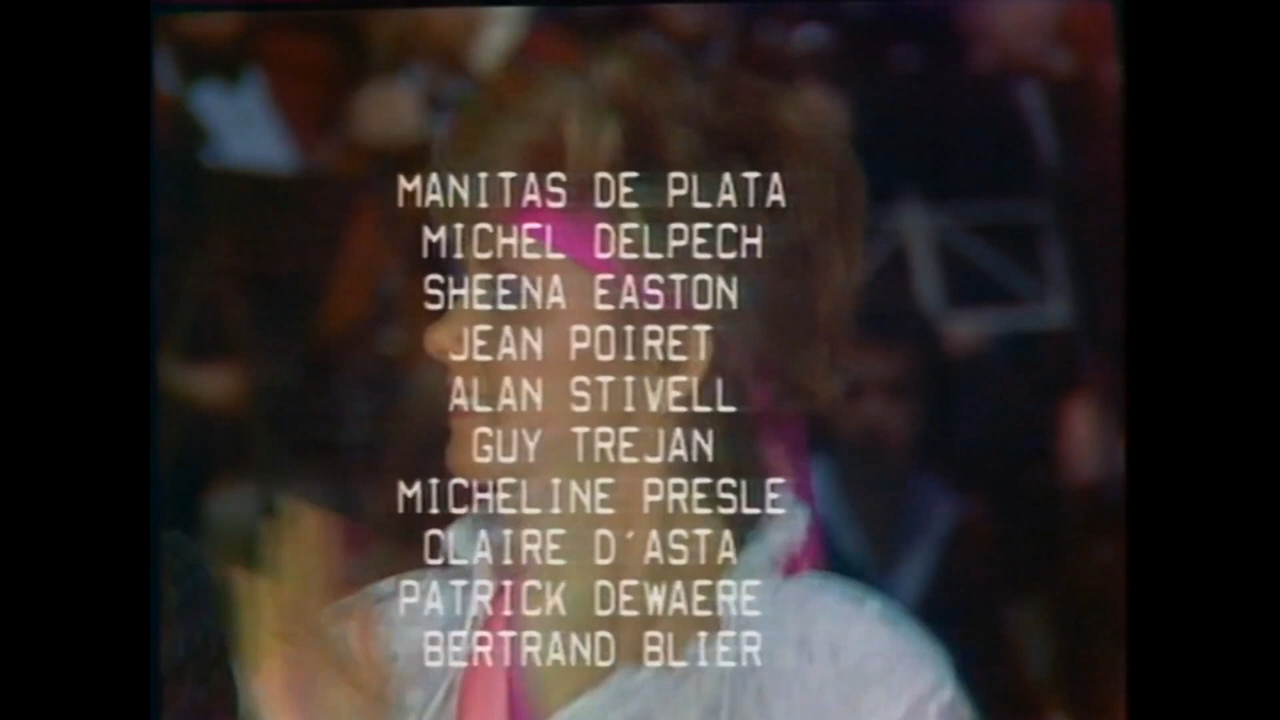 MANITAS DE PLATA
MICHEL DELPECH
SHEENA EASTON
JEAN POIRET
ALAN STIVELL
GUY TREJAN
MICHELINE PRESLE
CLAIRE D'ASTA
PATRICK DEWAERE
BERTRAND BLIER